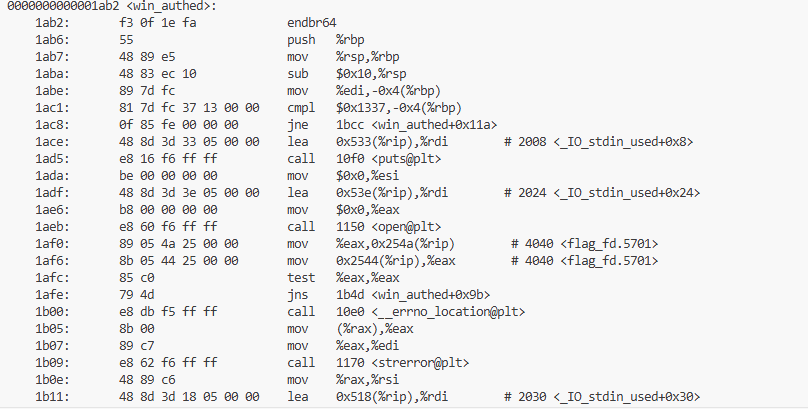 0000000000001ab2 <win_authed>:
1ab2: f3 0f 1e fa endbr64
1ab6: 55 push %rbp
1ab7: 48 89 e5 mov %rsp,%rbp
1aba: 48 83 ec 10 sub $0x10,%rsp
1abe: 89 7d fc mov %edi,-0x4(%rbp)
1ac1: 81 7d fc 37 13 00 00 cmpl $0x1337,-0x4(%rbp)
1ac8: 0f 85 fe 00 00 00 jne 1bcc <win_authed+0x11a>
1ace: 48 8d 3d 33 05 00 00 lea 0x533(%rip),%rdi # 2008 <_IO_stdin_used+0x8>
1ad5: e8 16 f6 ff ff call 10f0 <puts@plt>
1ada: be 00 00 00 00 mov $0x0,%esi
1adf: 48 8d 3d 3e 05 00 00 lea 0x53e(%rip),%rdi # 2024 <_IO_stdin_used+0x24>
1ae6: b8 00 00 00 00 mov $0x0,%eax
1aeb: e8 60 f6 ff ff call 1150 <open@plt>
1af0: 89 05 4a 25 00 00 mov %eax,0x254a(%rip) # 4040 <flag_fd.5701>
1af6: 8b 05 44 25 00 00 mov 0x2544(%rip),%eax # 4040 <flag_fd.5701>
1afc: 85 c0 test %eax,%eax
1afe: 79 4d jns 1b4d <win_authed+0x9b>
1b00: e8 db f5 ff ff call 10e0 <__errno_location@plt>
1b05: 8b 00 mov (%rax),%eax
1b07: 89 c7 mov %eax,%edi
1b09: e8 62 f6 ff ff call 1170 <strerror@plt>
1b0e: 48 89 c6 mov %rax,%rsi
1b11: 48 8d 3d 18 05 00 00 lea 0x518(%rip),%rdi # 2030 <_IO_stdin_used+0x30>